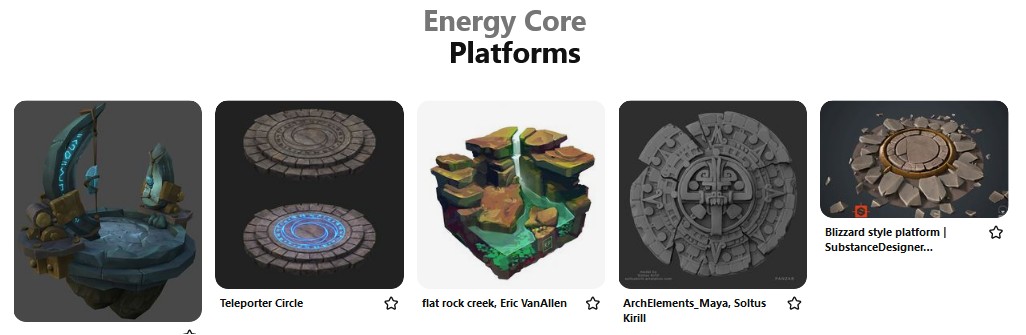 Energy Core
Platforms
Teleporter Circle
flat rock creek, Eric VanAllen
ArchElements_Maya, Soltus
Kirill
Blizzard style platform |
SubstanceDesigner...